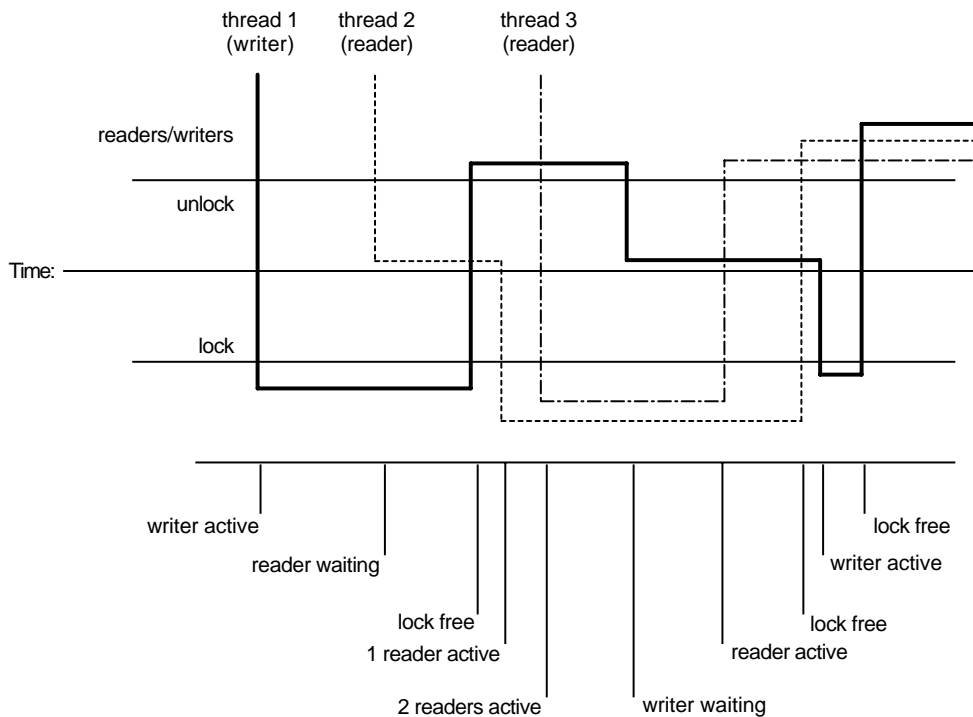 thread 1
(writer)
thread 2
(reader)
thread 3
(reader)
readers/writers
unlock
Time:
lock
writer active
lock free
reader waiting
writer active
lock free
lock free
1 reader active
reader active
2 readers active
writer waiting